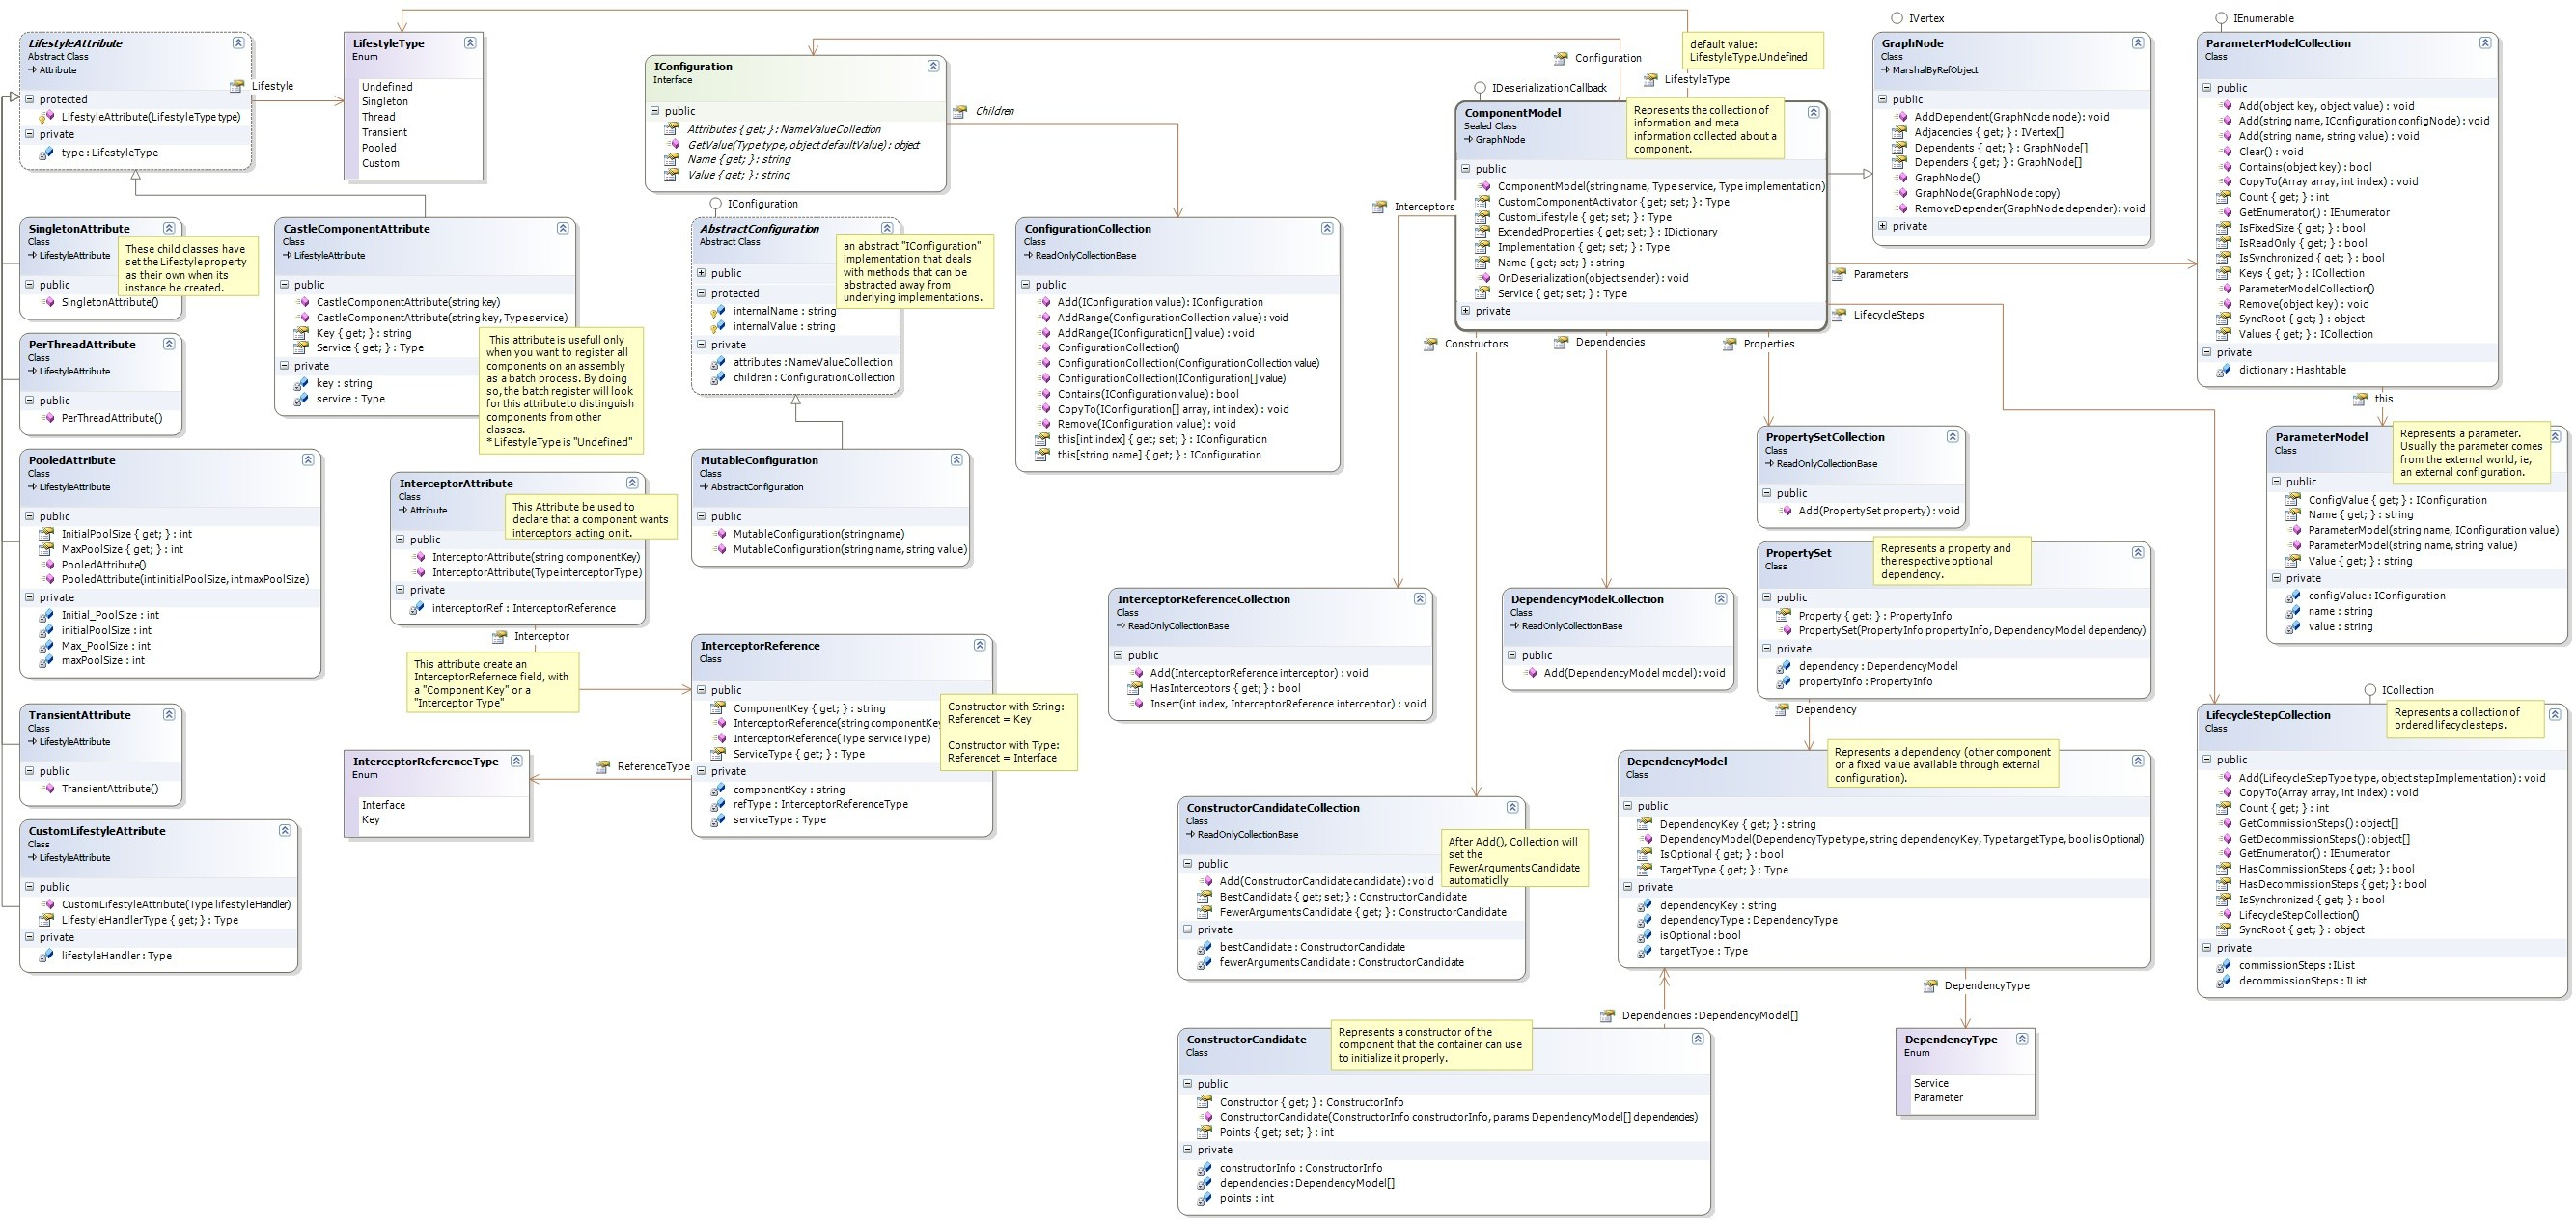 LifestyleAttribute
Abstract Class
Attribute
protected
LifestyleAttribute(LifestyleType type)
private
type : LifestyleType
Lifestyle
LifestyleType
Enum
Undefined
Singleton
Thread
Transient
Pooled
Custom
SingletonAttribute
Class
LifestyleAttribute
public
SingletonAttribute()
These child classes have
set the Lifestyle property
as their own when its
instance be created.
PerThreadAttribute
Class
LifestyleAttribute
public
PerThreadAttribute()
PooledAttribute
Class
LifestyleAttribute
public
InitialPoolSize { get; } : int
MaxPoolSize { get; } : int
PooledAttribute()
PooledAttribute(int initialPoolSize, int maxPoolSize)
private
Initial_PoolSize : int
initialPoolSize : int
Max_PoolSize : int
maxPoolSize : int
TransientAttribute
Class
LifestyleAttribute
public
TransientAttribute()
CustomLifestyleAttribute
Class
LifestyleAttribute
public
CustomLifestyleAttribute(Type lifestyleHandler)
LifestyleHandlerType { get; } : Type
private
lifestyleHandler : Type
CastleComponentAttribute
Class
LifestyleAttribute
public
CastleComponentAttribute(string key)
CastleComponentAttribute(string key, Type service)
Key { get; } : string
Service { get; } : Type
private
key : string
service : Type
This attribute is usefull only
when you want to register all
components on an assembly
as a batch process. By doing
so, the batch register will look
for this attribute to distinguish
components from other
classes.
* LifestyleType is "Undefined"
InterceptorAttribute
Class
Attribute
public
InterceptorAttribute(string componentKey)
InterceptorAttribute(Type interceptorType)
private
interceptorRef : InterceptorReference
This Attribute be used to
declare that a component wants
interceptors acting on it.
Interceptor
This attribute create an
InterceptorRefernece field, with
a "Component Key" or a
"Interceptor Type"
InterceptorReferenceType
Enum
Interface
Key
ReferenceType
InterceptorReference
Class
public
ComponentKey { get; } : string
InterceptorReference(string componentKey
InterceptorReference(Type serviceType)
ServiceType { get; } : Type
private
componentKey : string
refType : InterceptorReferenceType
serviceType : Type
Constructor with String:
Referencet = Key
Constructor with Type:
Referencet = Interface
IConfiguration
Interface
public
Attributes { get; } : NameValueCollection
GetValue(Type type, object defaultValue) : object
Name { get; } : string
Value { get; } : string
Children
IConfiguration
AbstractConfiguration
Abstract Class
public
protected
internalName : string
internalValue : string
private
attributes : NameValueCollection
children : ConfigurationCollection
an abstract "IConfiguration"
implementation that deals
with methods that can be
abstracted away from
underlying implementations.
MutableConfiguration
Class
AbstractConfiguration
public
MutableConfiguration(string name)
MutableConfiguration(string name, string value)
ConfigurationCollection
Class
ReadOnlyCollectionBase
public
Add(IConfiguration value) : IConfiguration
AddRange(ConfigurationCollection value) : void
AddRange(IConfiguration[] value) : void
ConfigurationCollection()
ConfigurationCollection(ConfigurationCollection value)
ConfigurationCollection(IConfiguration[] value)
Contains(IConfiguration value) : bool
CopyTo(IConfiguration[] array, int index) : void
Remove(IConfiguration value) : void
this[int index] { get; set; } : IConfiguration
this[string name] { get; } : IConfiguration
Configuration
LifestyleType
default value:
LifestyleType.Undefined
IDeserializationCallback
ComponentModel
Sealed Class
GraphNode
Represents the collection of
information and meta
information collected about a
component.
public
ComponentModel(string name, Type service, Type implementation)
CustomComponentActivator { get; set; } : Type
CustomLifestyle { get; set; } : Type
ExtendedProperties { get; set; } : IDictionary
Implementation { get; set; } : Type
Name { get; set; } : string
OnDeserialization(object sender) : void
Service { get; set; } : Type
private
Interceptors
Constructors
Dependencies
Properties
Parameters
LifecycleSteps
IVertex
GraphNode
Class
MarshalByRefObject
public
AddDependent(GraphNode node) : void
Adjacencies { get; } : IVertex[]
Dependents { get; } : GraphNode[]
Dependers { get; } : GraphNode[]
GraphNode()
GraphNode(GraphNode copy)
RemoveDepender(GraphNode depender) : void
private
IEnumerable
ParameterModelCollection
Class
public
Add(object key, object value) : void
Add(string name, IConfiguration configNode) : void
Add(string name, string value) : void
Clear() : void
Contains(object key) : bool
CopyTo(Array array, int index) : void
Count { get; } : int
GetEnumerator() : IEnumerator
IsFixedSize { get; } : bool
IsReadOnly { get; } : bool
IsSynchronized { get; } : bool
Keys { get; } : ICollection
ParameterModelCollection()
Remove(object key) : void
SyncRoot { get; } : object
Values { get; } : ICollection
private
dictionary : Hashtable
this
ParameterModel
Class
Represents a parameter.
Usually the parameter comes
from the external world, ie,
an external configuration.
public
ConfigValue { get; } : IConfiguration
Name { get; } : string
ParameterModel(string name, IConfiguration value)
ParameterModel(string name, string value)
Value { get; } : string
private
configValue : IConfiguration
name : string
value : string
PropertySetCollection
Class
ReadOnlyCollectionBase
public
Add(PropertySet property) : void
PropertySet
Class
Represents a property and
the respective optional
dependency.
public
Property { get; } : PropertyInfo
PropertySet(PropertyInfo propertyInfo, DependencyModel dependency)
private
dependency : DependencyModel
propertyInfo : PropertyInfo
Dependency
InterceptorReferenceCollection
Class
ReadOnlyCollectionBase
public
Add(InterceptorReference interceptor) : void
HasInterceptors { get; } : bool
Insert(int index, InterceptorReference interceptor) : void
DependencyModelCollection
Class
ReadOnlyCollectionBase
public
Add(DependencyModel model) : void
ICollection
LifecycleStepCollection
Class
Represents a collection of
ordered lifecycle steps.
public
Add(LifecycleStepType type, object stepImplementation) : void
CopyTo(Array array, int index) : void
Count { get; } : int
GetCommissionSteps() : object[]
GetDecommissionSteps() : object[]
GetEnumerator() : IEnumerator
HasCommissionSteps { get; } : bool
HasDecommissionSteps { get; } : bool
IsSynchronized { get; } : bool
LifecycleStepCollection()
SyncRoot { get; } : object
private
commissionSteps : IList
decommissionSteps : IList
DependencyModel
Class
Represents a dependency (other component
or a fixed value available through external
configuration).
public
DependencyKey { get; } : string
DependencyModel(DependencyType type, string dependencyKey, Type targetType, bool isOptional)
IsOptional { get; } : bool
TargetType { get; } : Type
private
dependencyKey : string
dependencyType : DependencyType
isOptional : bool
targetType : Type
ConstructorCandidateCollection
Class
ReadOnlyCollectionBase
public
Add(ConstructorCandidate candidate) : void
BestCandidate { get; set; } : ConstructorCandidate
FewerArgumentsCandidate { get; } : ConstructorCandidate
private
bestCandidate : ConstructorCandidate
fewerArgumentsCandidate : ConstructorCandidate
After Add(), Collection will
set the
FewerArgumentsCandidate
automaticlly
Dependencies : DependencyModel[]
DependencyType
ConstructorCandidate
Class
Represents a constructor of the
component that the container can use
to initialize it properly.
public
Constructor { get; } : ConstructorInfo
ConstructorCandidate(ConstructorInfo constructorInfo, params DependencyModel[] dependencies)
Points { get; set; } : int
private
constructorInfo : ConstructorInfo
dependencies : DependencyModel[]
points : int
DependencyType
Enum
Service
Parameter